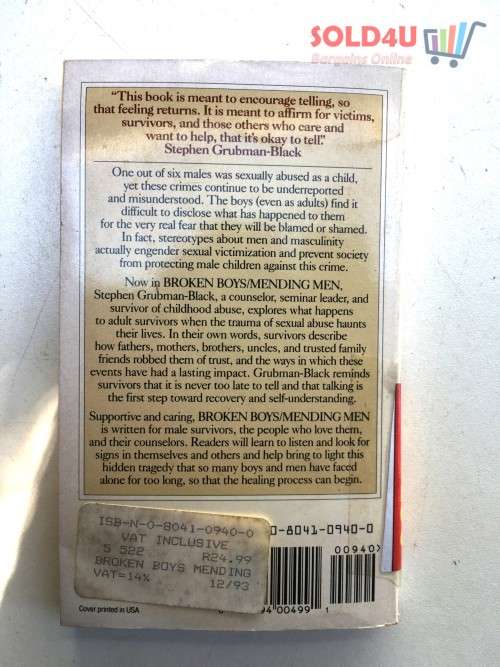 SOLD4U
Bargains Online
"This book is meant to encourage telling, so
that feeling returns. It is meant to affirm for victims,
survivors, and those others who care and
want to help, that it's okay to tell."
Stephen Grubman-Black
One out of six males was sexually abused as a child,
yet these crimes continue to be underreported
and misunderstood. The boys (even as adults) find it
difficult to disclose what has happened to them
for the very real fear that they will be blamed or shamed.
In fact, stereotypes about men and masculinity
actually engender sexual victimization and prevent society
from protecting male children against this crime.
Now in BROKEN BOYS/MENDING MEN,
Stephen Grubman-Black, a counselor, seminar leader, and
survivor of childhood abuse, explores what happens
to adult survivors when the trauma of sexual abuse haunts
their lives. In their own words, survivors describe
how fathers, mothers, brothers, uncles, and trusted family
friends robbed them of trust, and the ways in which these
events have had a lasting impact. Grubman-Black reminds
survivors that it is never too late to tell and that talking is
the first step toward recovery and self-understanding.
Supportive and caring, BROKEN BOYS/MENDING MEN
is written for male survivors, the people who love them,
and their counselors. Readers will learn to listen and look for
signs in themselves and others and help bring to light this
hidden tragedy that so many boys and men have faced
alone for too long, so that the healing process can begin.
ISB-N-0-8041-0940-0
VAT INCLUSIVE
S 522 R24.99
BROKEN BOYS MENDING
VAT=14% 12/93
0-8041-0940-0
00940
94 00499 1
Cover printed in USA